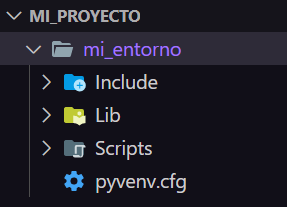 MI_PROYECTO
mi_entorno
Include
Lib
Scripts
pyvenv.cfg